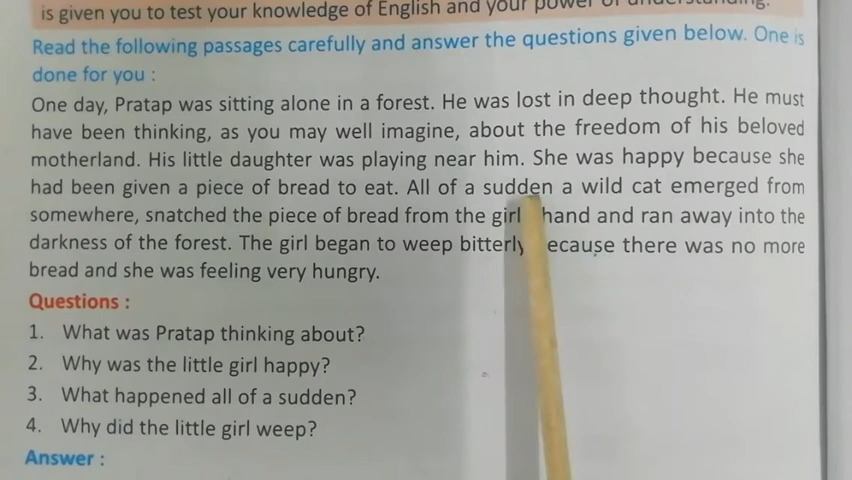 is given you to test your knowledge of English and your power of understanding.
Read the following passages carefully and answer the questions given below. One is
done for you :
One day, Pratap was sitting alone in a forest. He was lost in deep thought. He must
have been thinking, as you may well imagine, about the freedom of his beloved
motherland. His little daughter was playing near him. She was happy because she
had been given a piece of bread to eat. All of a sudden a wild cat emerged from
somewhere, snatched the piece of bread from the girl hand and ran away into the
darkness of the forest. The girl began to weep bitterly because there was no more
bread and she was feeling very hungry.
Questions :
1. What was Pratap thinking about?
2. Why was the little girl happy?
3. What happened all of a sudden?
4. Why did the little girl weep?
Answer :